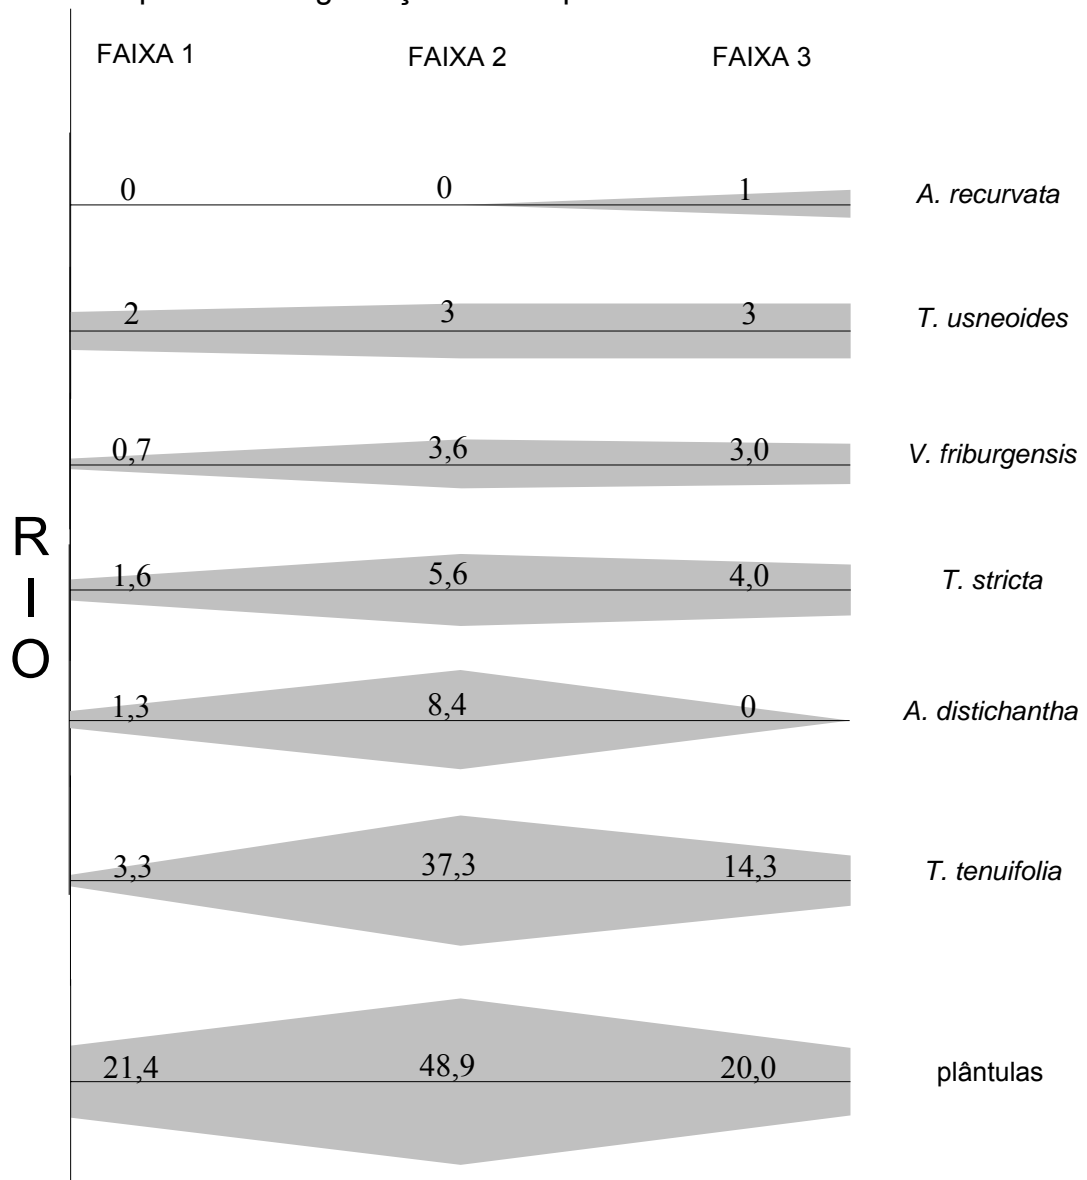 FAIXA 1 FAIXA 2 FAIXA 3
0 0 1 A. recurvata
2 3 3 T. usneoides
0,7 3,6 3,0 V. friburgensis
R
I
O
1,6 5,6 4,0 T. stricta
1,3 8,4 0 A. distichantha
3,3 37,3 14,3 T. tenuifolia
21,4 48,9 20,0 plântulas